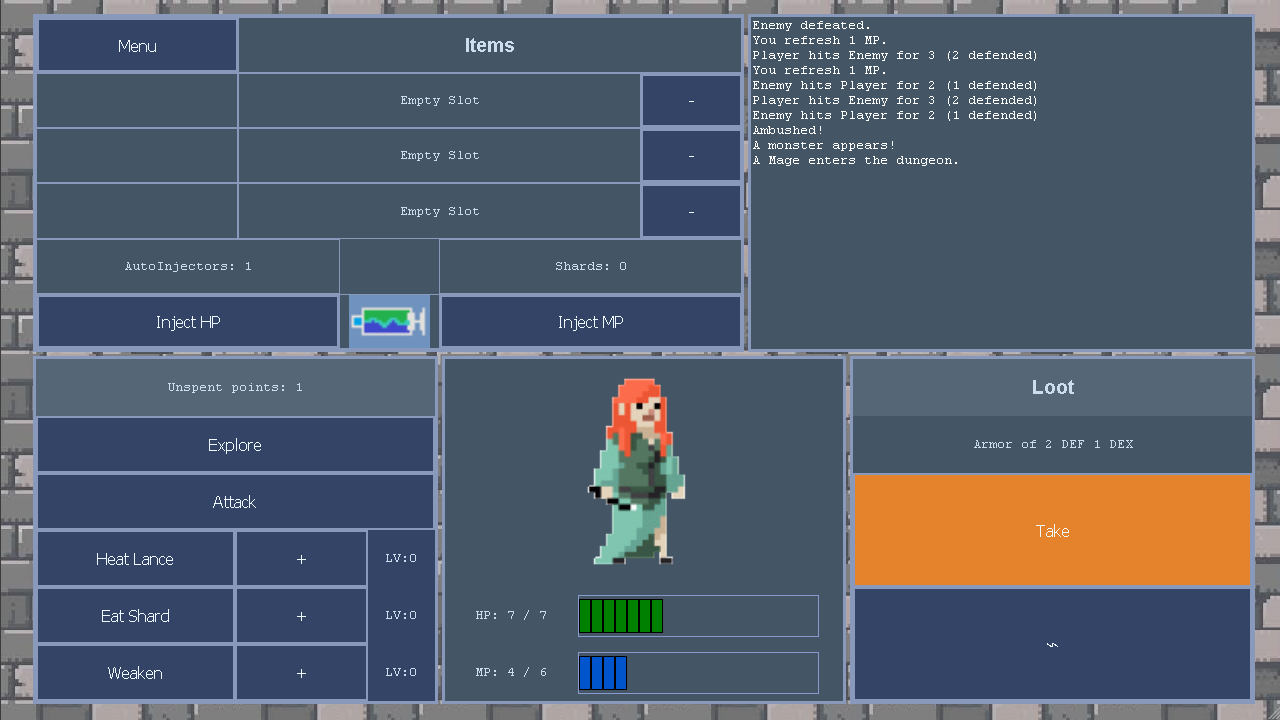 Menu
Items
Empty Slot
-
Empty Slot
-
Empty Slot
-
AutoInjectors: 1
Shards: 0
Inject HP
Inject MP
Enemy defeated.
You refresh 1 MP.
Player hits Enemy for 3 (2 defended)
You refresh 1 MP.
Enemy hits Player for 2 (1 defended)
Player hits Enemy for 3 (2 defended)
Enemy hits Player for 2 (1 defended)
Ambushed!
A monster appears!
A Mage enters the dungeon.
Unspent points: 1
Explore
Attack
Heat Lance
+
LV:0
Eat Shard
+
LV:0
Weaken
+
LV:0
HP: 7 / 7
MP: 4 / 6
Loot
Armor of 2 DEF 1 DEX
Take
~